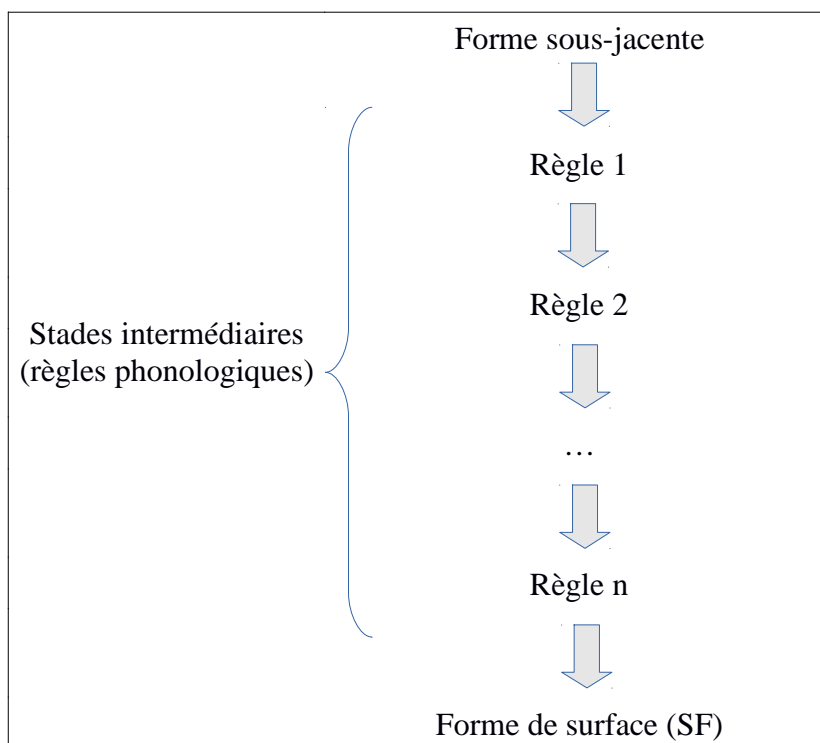 Forme sous-jacente
Règle 1
Règle 2
Stades intermédiaires
(règles phonologiques)
…
Règle n
Forme de surface (SF)